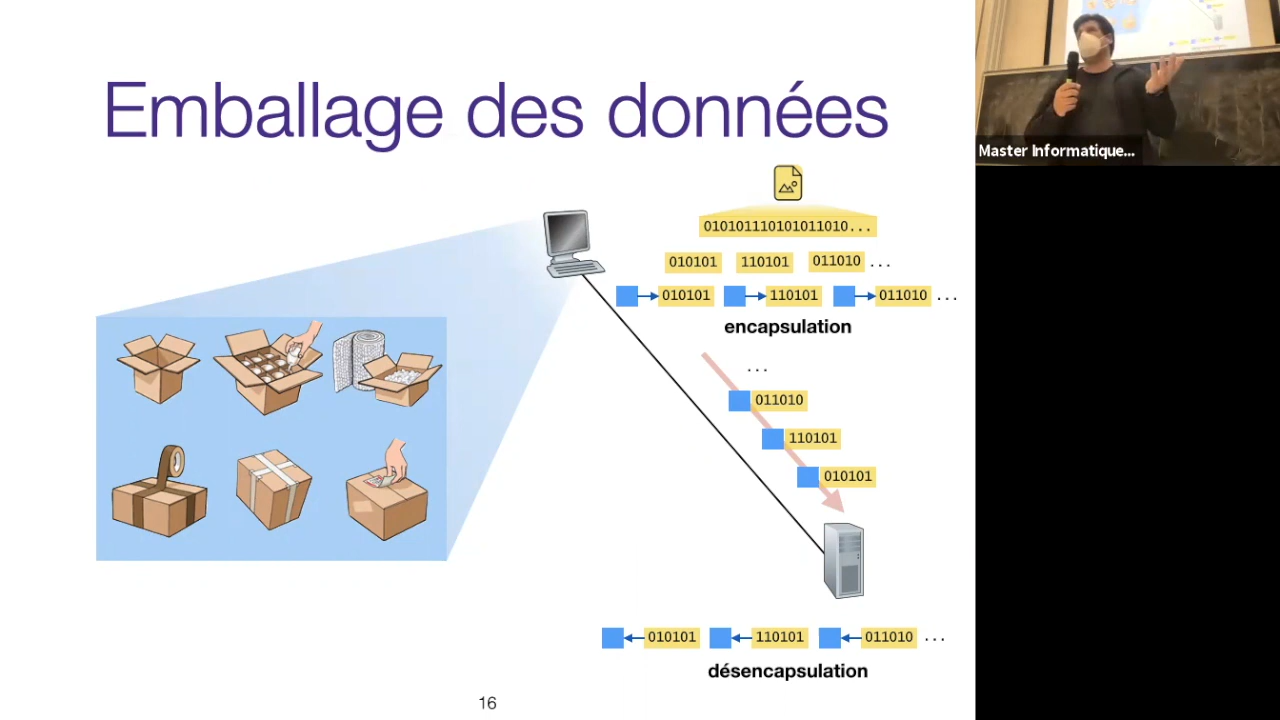 Emballage des données
010101110101011010...
010101 110101 011010 ...
010101 110101 011010 ...
encapsulation
...
011010
110101
010101
010101 110101 011010 ...
désencapsulation
16
Master Informatique...